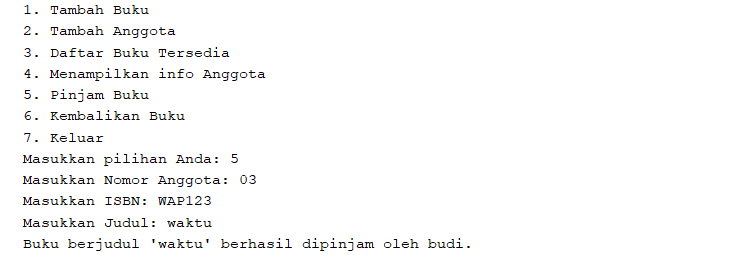 1. Tambah Buku
2. Tambah Anggota
3. Daftar Buku Tersedia
4. Menampilkan info Anggota
5. Pinjam Buku
6. Kembalikan Buku
7. Keluar
Masukkan pilihan Anda: 5
Masukkan Nomor Anggota: 03
Masukkan ISBN: WAP123
Masukkan Judul: waktu
Buku berjudul 'waktu' berhasil dipinjam oleh budi.